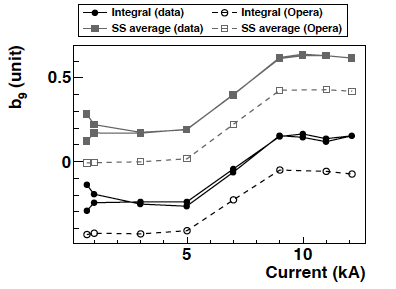 Integral (data) Integral (Opera)
SS average (data) SS average (Opera)
b9 (unit)
0.5
0
5 10
Current (kA)